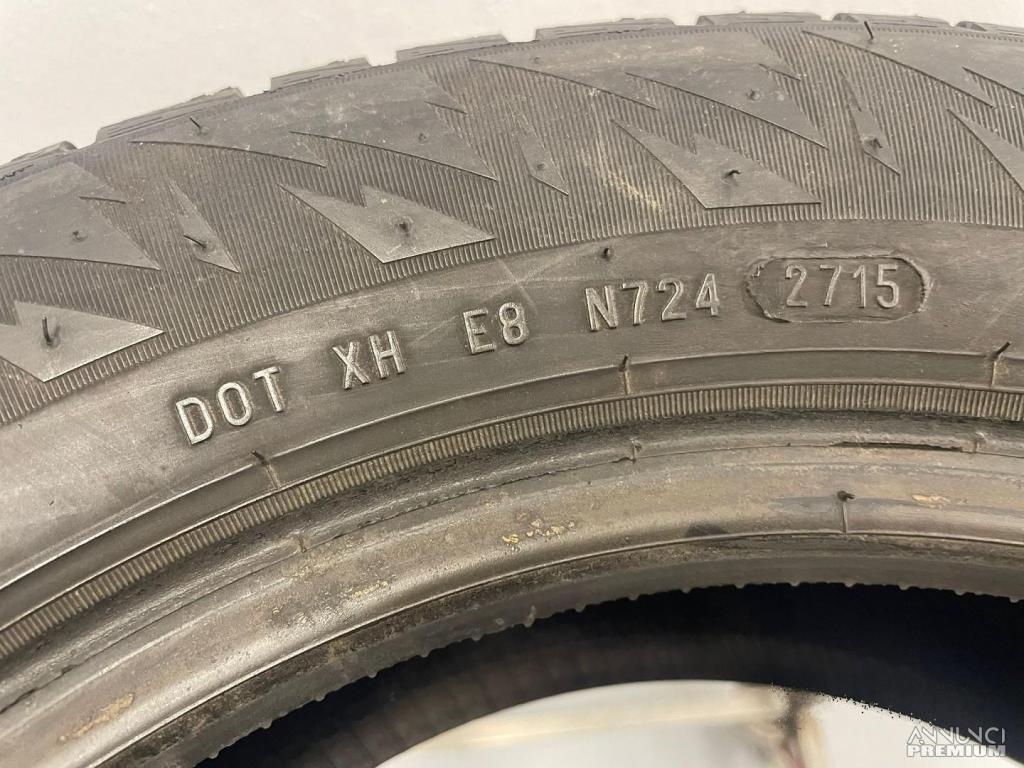 DOT XH E8 N724 2715
ANNUNCI
PREMIUM